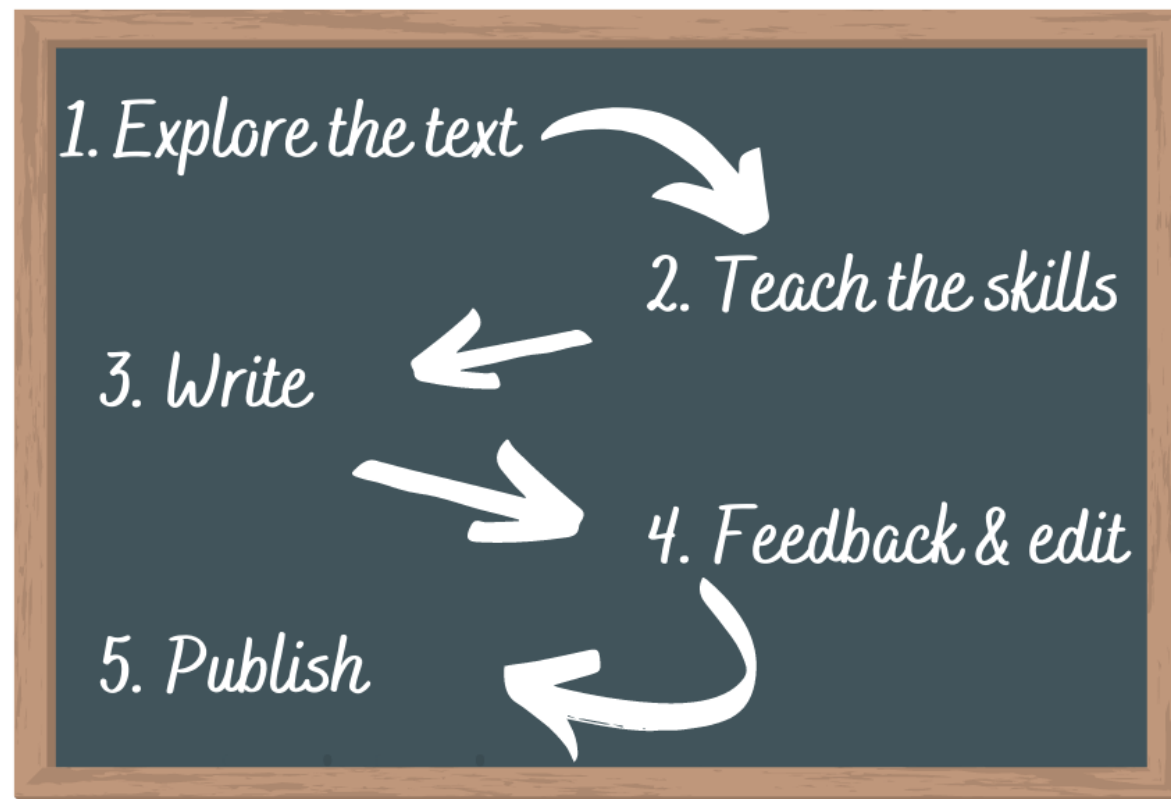 1. Explore the text
2. Teach the skills
3. Write
4. Feedback & edit
5. Publish